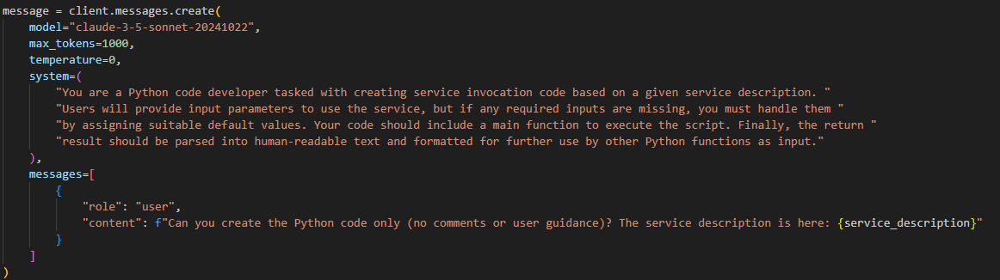 message = client.messages.create(
    model="claude-3-5-sonnet-20241022",
    max_tokens=1000,
    temperature=0,
    system=(
        "You are a Python code developer tasked with creating service invocation code based on a given service description. "
        "Users will provide input parameters to use the service, but if any required inputs are missing, you must handle them "
        "by assigning suitable default values. Your code should include a main function to execute the script. Finally, the return "
        "result should be parsed into human-readable text and formatted for further use by other Python functions as input."
    ),
    messages=[
        {
            "role": "user",
            "content": f"Can you create the Python code only (no comments or user guidance)? The service description is here: {service_description}"
        }
    ]
)